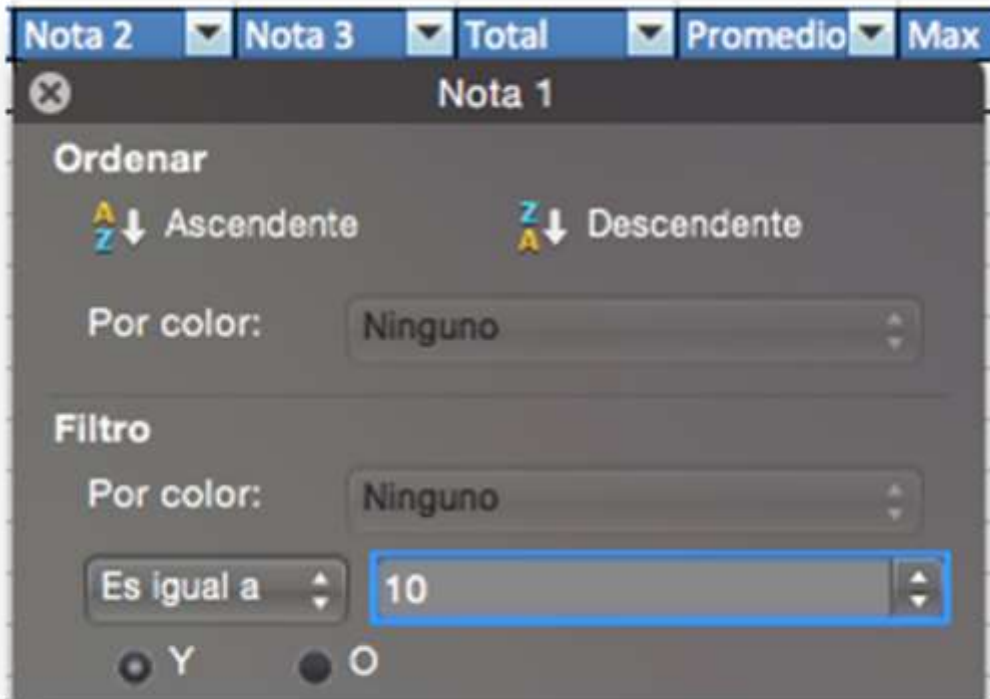 Nota 2 Nota 3 Total Promedio Max
Nota 1
Ordenar
A Z Ascendente Z A Descendente
Por color: Ninguno
Filtro
Por color: Ninguno
Es igual a 10
Y O